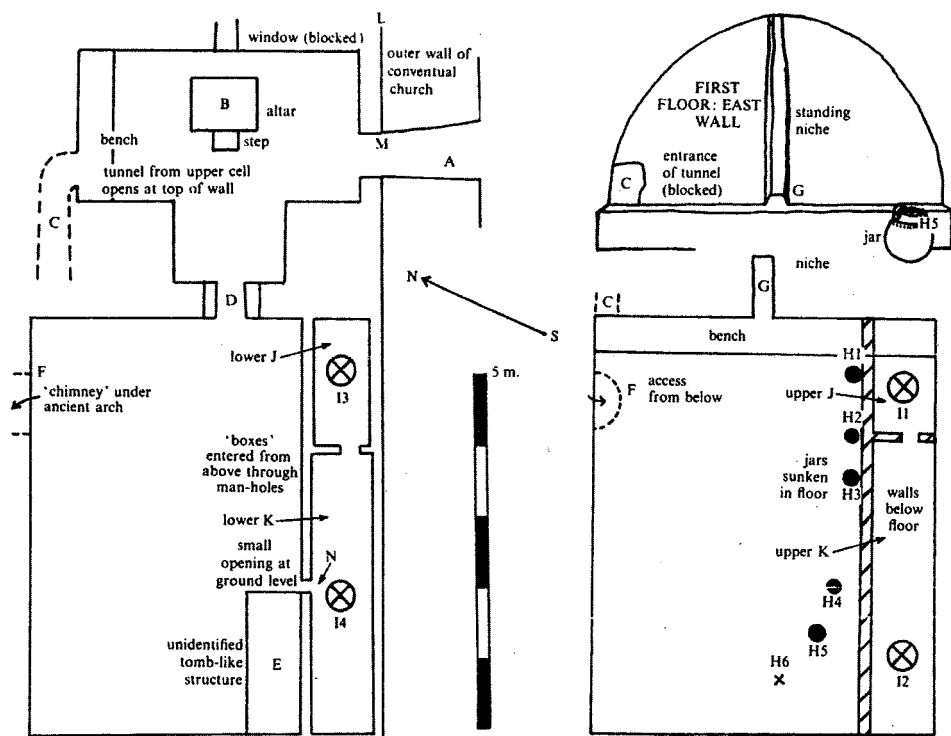 L
window (blocked)
outer wall of
conventual
church
B
altar
step
bench
M
A
tunnel from upper cell
opens at top of wall
C
D
N
S
lower J
F
I3
'chimney' under
ancient arch
5 m.
'boxes'
entered from
above through
man-holes
lower K
small
opening at
ground level
N
I4
unidentified
tomb-like
structure
E
FIRST
FLOOR: EAST
WALL
standing
niche
entrance
of tunnel
(blocked)
C
G
H5
jar
niche
G
C
bench
H1
F
access
from below
upper J
I1
H2
jars
sunken
in floor
H3
walls
below
floor
upper K
H4
H5
H6
I2